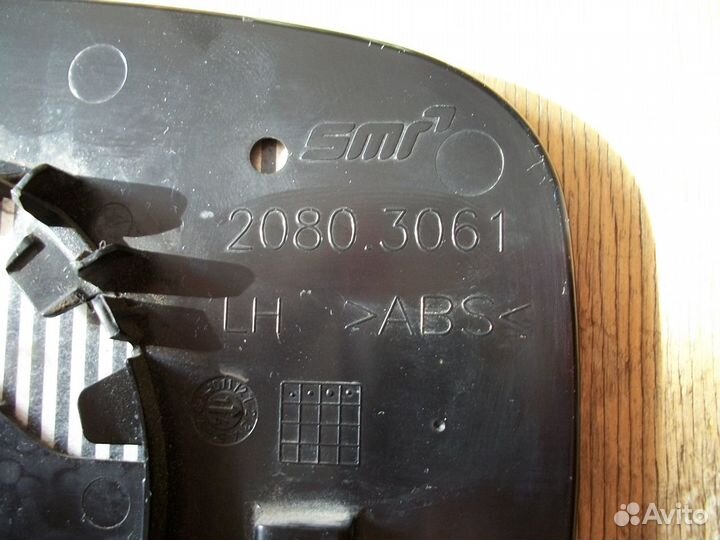 smr
2080.3061
LH >ABS<
Avito